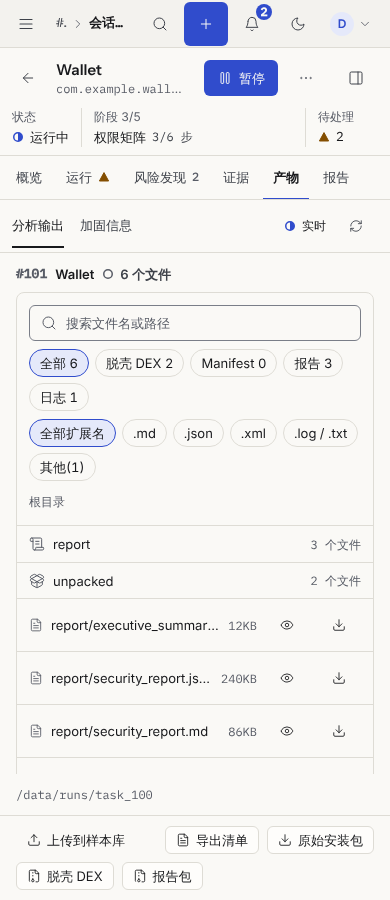 #. > 会话... 2 D
Wallet
com.example.wall...
暂停
状态 阶段 3/5 待处理
运行中 权限矩阵 3/6 步 2
概览 运行 风险发现 2 证据 产物 报告
分析输出 加固信息 实时
#101 Wallet 6 个文件
搜索文件名或路径
全部 6 脱壳 DEX 2 Manifest 0 报告 3
日志 1
全部扩展名 .md .json .xml .log / .txt
其他(1)
根目录
report 3 个文件
unpacked 2 个文件
report/executive_summar... 12KB
report/security_report.js... 240KB
report/security_report.md 86KB
/data/runs/task_100
上传到样本库 导出清单 原始安装包
脱壳 DEX 报告包